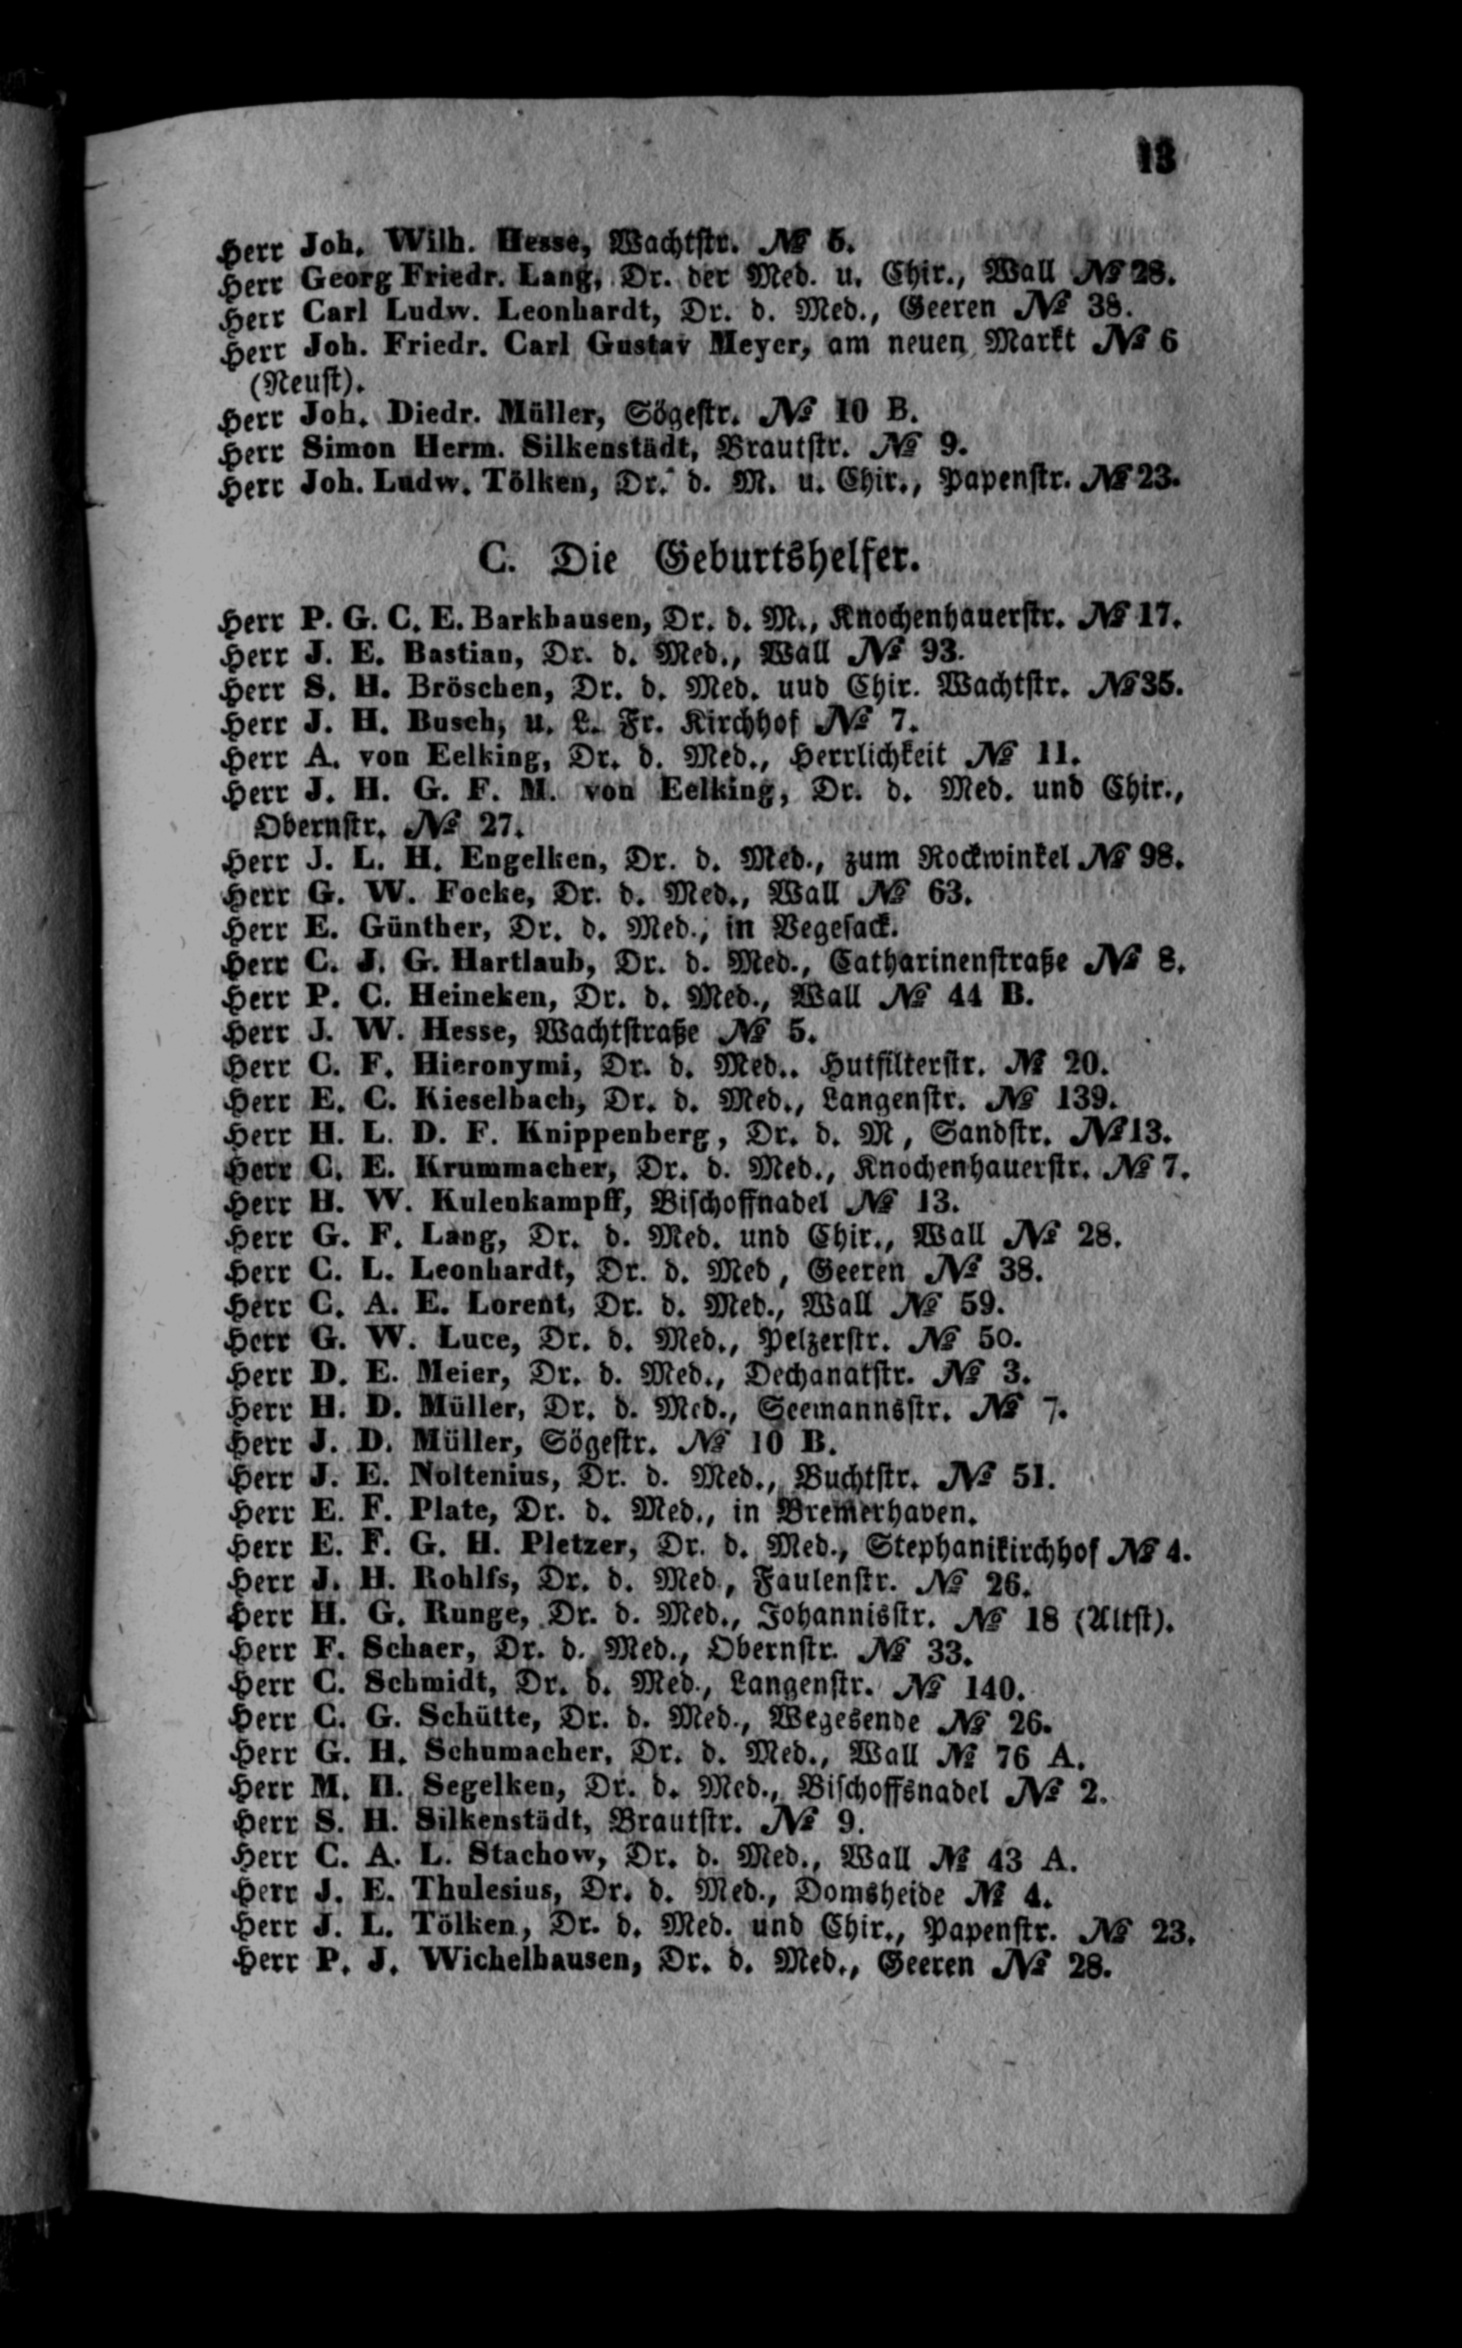 13
Herr Joh. Wilh. Hesse, Wachtstr. № 5.
Herr Georg Friedr. Lang, Dr. der Med. u. Chir., Wall № 28.
Herr Carl Ludw. Leonhardt, Dr. d. Med., Geeren № 38.
Herr Joh. Friedr. Carl Gustav Meyer, am neuen Markt № 6
(Neust).
Herr Joh. Diedr. Müller, Sögestr. № 10 B.
Herr Simon Herm. Silkenstädt, Brautstr. № 9.
Herr Joh. Ludw. Tölken, Dr. d. M. u. Chir., Papenstr. № 23.
C. Die Geburtshelfer.
Herr P. G. C. E. Barkhausen, Dr. d. M., Knochenhauerstr. № 17.
Herr J. E. Bastian, Dr. d. Med., Wall № 93.
Herr S. H. Bröschen, Dr. d. Med. uud Chir. Wachtstr. № 35.
Herr J. H. Busch, u. L. Fr. Kirchhof № 7.
Herr A. von Eelking, Dr. d. Med., Herrlichkeit № 11.
Herr J. H. G. F. M. von Eelking, Dr. d. Med. und Chir.,
Obernstr. № 27.
Herr J. L. H. Engelken, Dr. d. Med., zum Rockwinkel № 98.
Herr G. W. Focke, Dr. d. Med., Wall № 63.
Herr E. Günther, Dr. d. Med., in Vegesack.
Herr C. J. G. Hartlaub, Dr. d. Med., Catharinenstraße № 8.
Herr P. C. Heineken, Dr. d. Med., Wall № 44 B.
Herr J. W. Hesse, Wachtstraße № 5.
Herr C. F. Hieronymi, Dr. d. Med.. Hutfilterstr. № 20.
Herr E. C. Kieselbach, Dr. d. Med., Langenstr. № 139.
Herr H. L. D. F. Knippenberg, Dr. d. M, Sandstr. № 13.
Herr C. E. Krummacher, Dr. d. Med., Knochenhauerstr. № 7.
Herr H. W. Kulenkampff, Bischoffnadel № 13.
Herr G. F. Lang, Dr. d. Med. und Chir., Wall № 28.
Herr C. L. Leonhardt, Dr. d. Med, Geeren № 38.
Herr C. A. E. Lorent, Dr. d. Med., Wall № 59.
Herr G. W. Luce, Dr. d. Med., Pelzerstr. № 50.
Herr D. E. Meier, Dr. d. Med., Dechanatstr. № 3.
Herr H. D. Müller, Dr. d. Med., Seemannsstr. № 7.
Herr J. D. Müller, Sögestr. № 10 B.
Herr J. E. Noltenius, Dr. d. Med., Buchtstr. № 51.
Herr E. F. Plate, Dr. d. Med., in Bremerhaven.
Herr E. F. G. H. Pletzer, Dr. d. Med., Stephanikirchhof № 4.
Herr J. H. Rohlfs, Dr. d. Med., Faulenstr. № 26.
Herr H. G. Runge, Dr. d. Med., Johannisstr. № 18 (Altst).
Herr F. Schaer, Dr. d. Med., Obernstr. № 33.
Herr C. Schmidt, Dr. d. Med., Langenstr. № 140.
Herr C. G. Schütte, Dr. d. Med., Wegesende № 26.
Herr G. H. Schumacher, Dr. d. Med., Wall № 76 A.
Herr M. H. Segelken, Dr. d. Med., Bischoffsnadel № 2.
Herr S. H. Silkenstädt, Brautstr. № 9.
Herr C. A. L. Stachow, Dr. d. Med., Wall № 43 A.
Herr J. E. Thulesius, Dr. d. Med., Domsheide № 4.
Herr J. L. Tölken, Dr. d. Med. und Chir., Papenstr. № 23.
Herr P. J. Wichelhausen, Dr. d. Med., Geeren № 28.